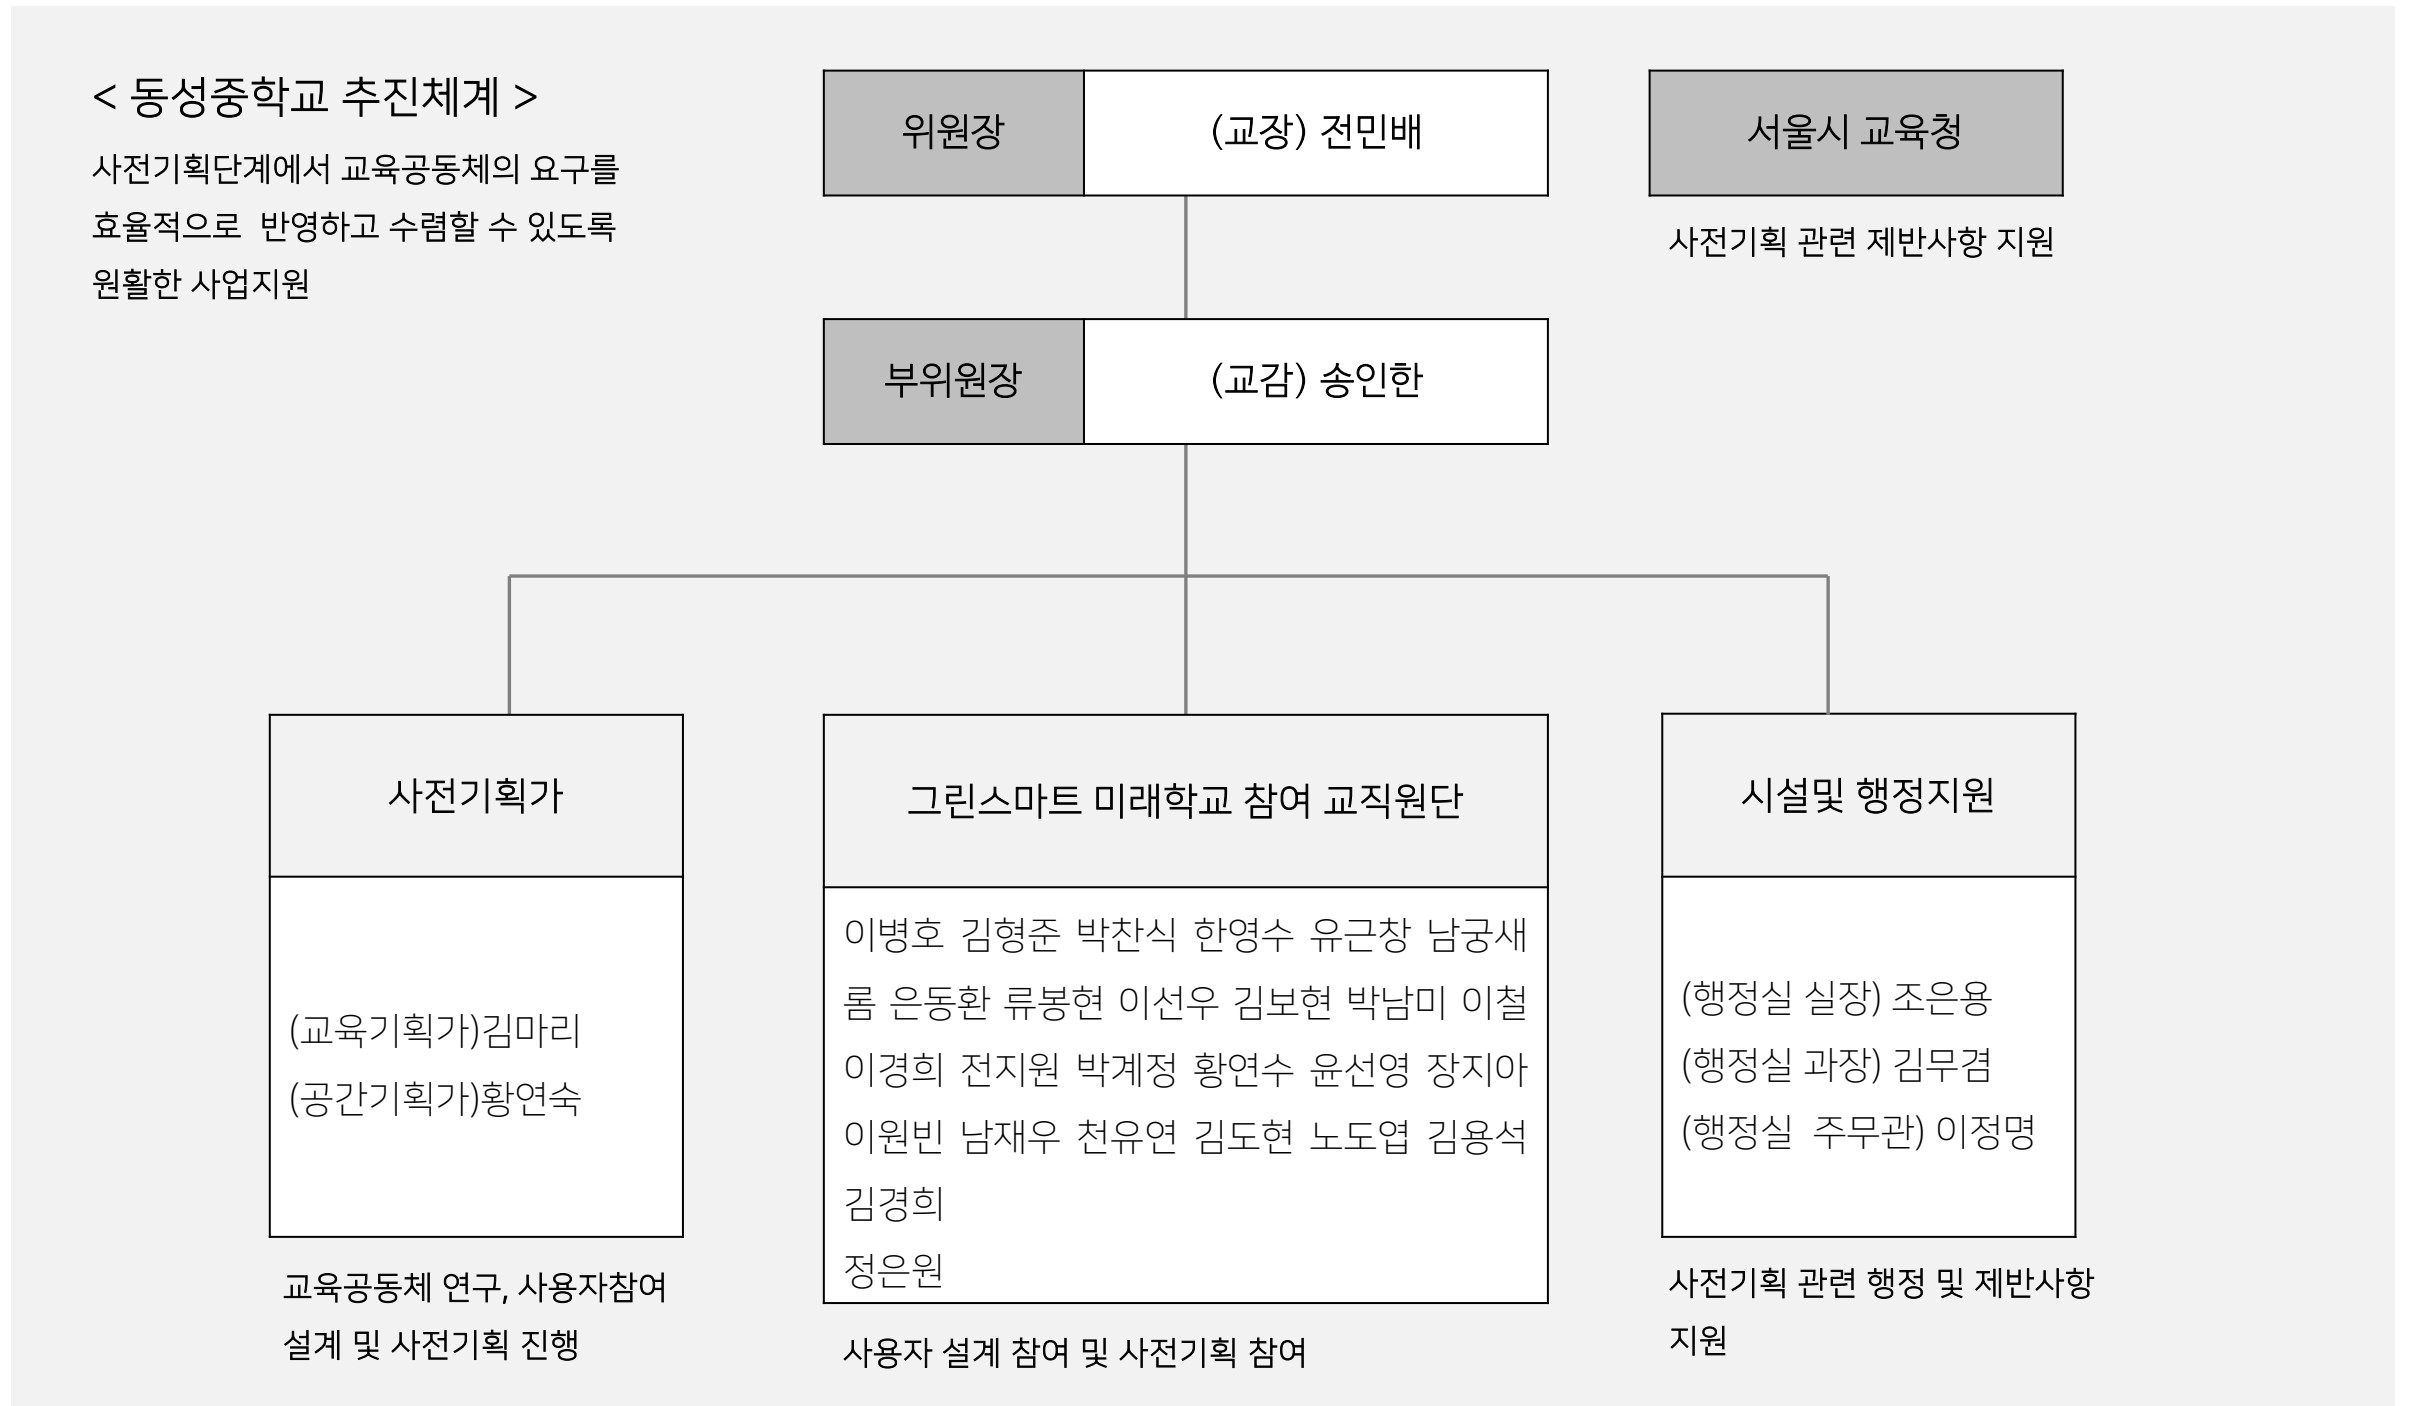 < 동성중학교 추진체계 >
사전기획단계에서 교육공동체의 요구를
효율적으로  반영하고 수렴할 수 있도록
원활한 사업지원
위원장
(교장) 전민배
서울시 교육청
사전기획 관련 제반사항 지원
부위원장
(교감) 송인한
사전기획가
(교육기획가)김마리
(공간기획가)황연숙
교육공동체 연구, 사용자참여
설계 및 사전기획 진행
그린스마트 미래학교 참여 교직원단
이병호 김형준 박찬식 한영수 유근창 남궁새
롬 은동환 류봉현 이선우 김보현 박남미 이철
이경희 전지원 박계정 황연수 윤선영 장지아
이원빈 남재우 천유연 김도현 노도엽 김용석
김경희
정은원
사용자 설계 참여 및 사전기획 참여
시설및 행정지원
(행정실 실장) 조은용
(행정실 과장) 김무겸
(행정실  주무관) 이정명
사전기획 관련 행정 및 제반사항
지원